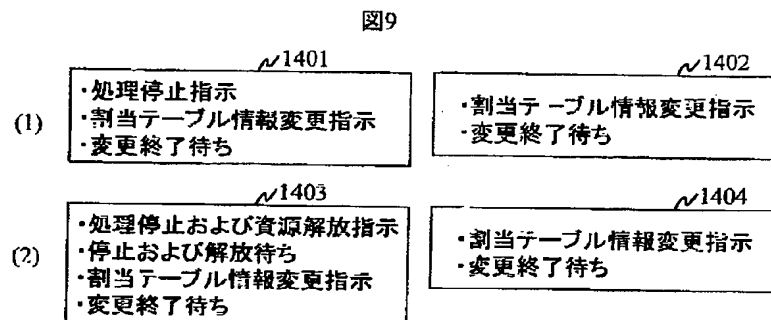 図9
1401
1402
(1)
・処理停止指示
・割当テーブル情報変更指示
・変更終了待ち
・割当テーブル情報変更指示
・変更終了待ち
1403
1404
(2)
・処理停止および資源解放指示
・停止および解放待ち
・割当テーブル情報変更指示
・変更終了待ち
・割当テーブル情報変更指示
・変更終了待ち